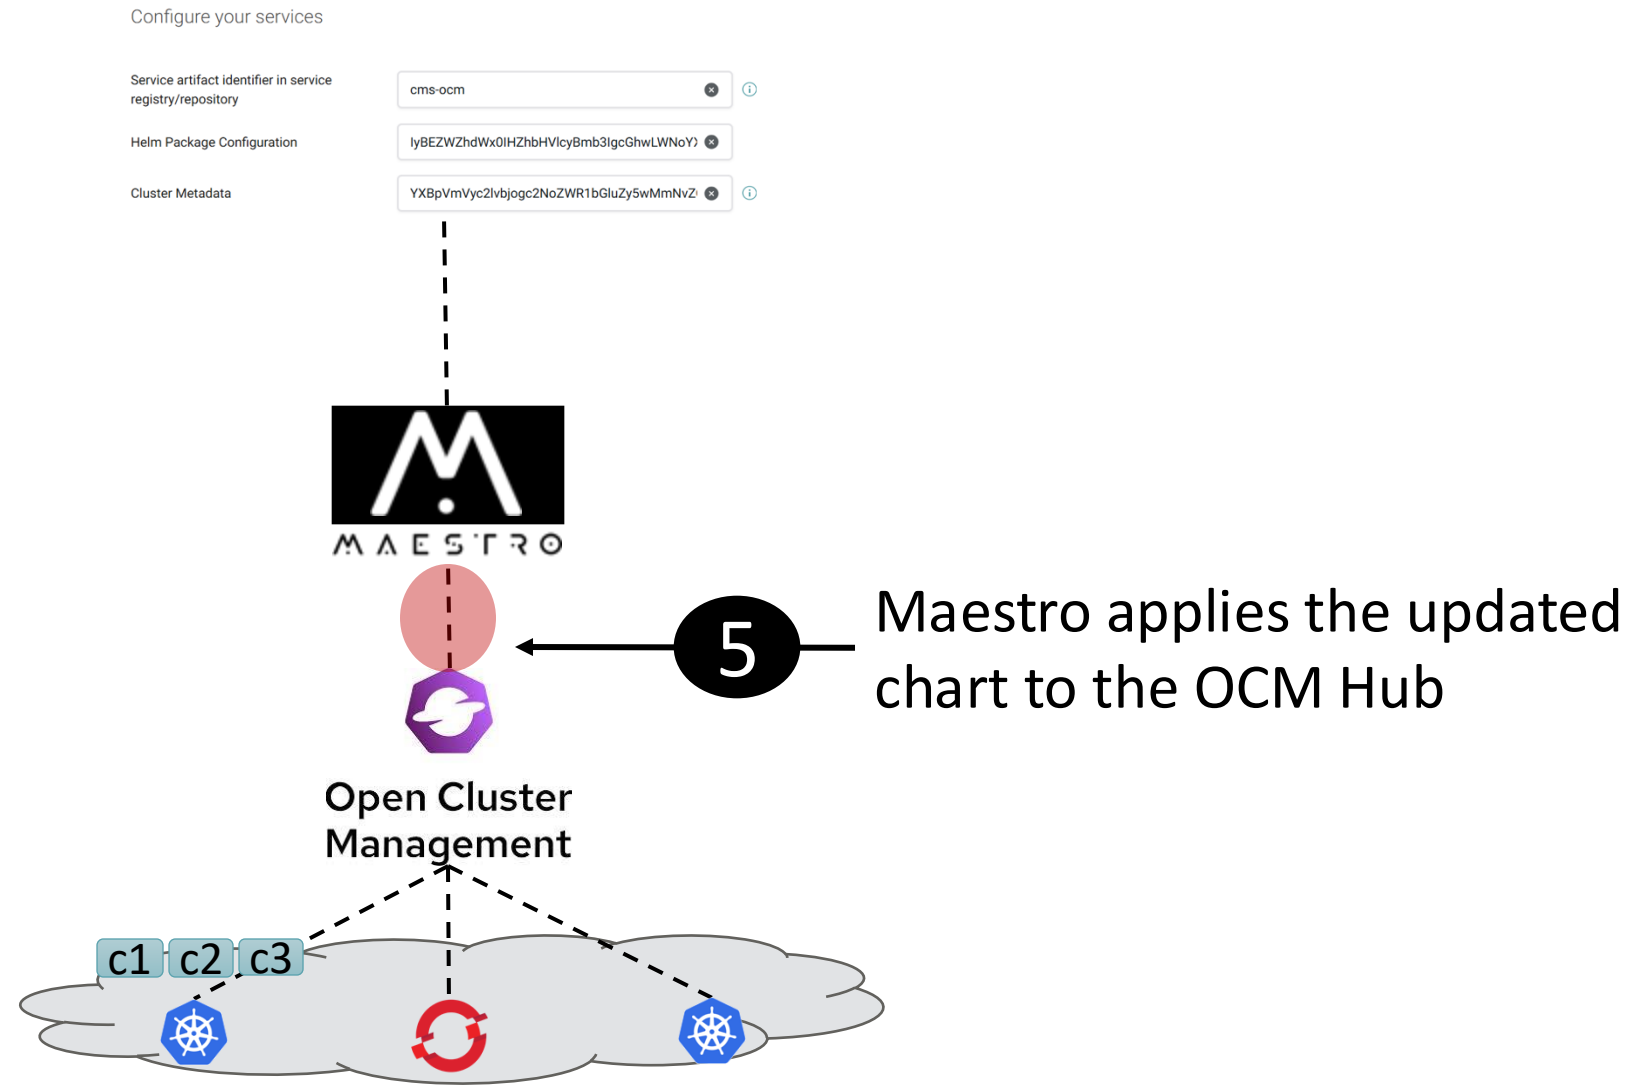 Configure your services
Service artifact identifier in service
registry/repository
cms-ocm
Helm Package Configuration
IyBEZWZhdWx0IHZhbHVlcyBmb3IgcGhwLWNoYX
Cluster Metadata
YXBpVmVyc2lvbjogc2NoZWR1bGluZy5wMmNvZ
MAESTRO
5
Maestro applies the updated
chart to the OCM Hub
Open Cluster
Management
c1 c2 c3